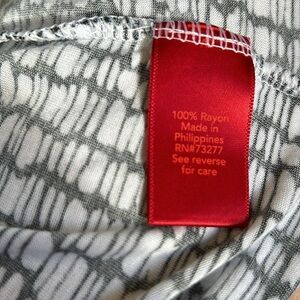 100% Rayon
Made in
Philippines
RN#73277
See reverse
for care